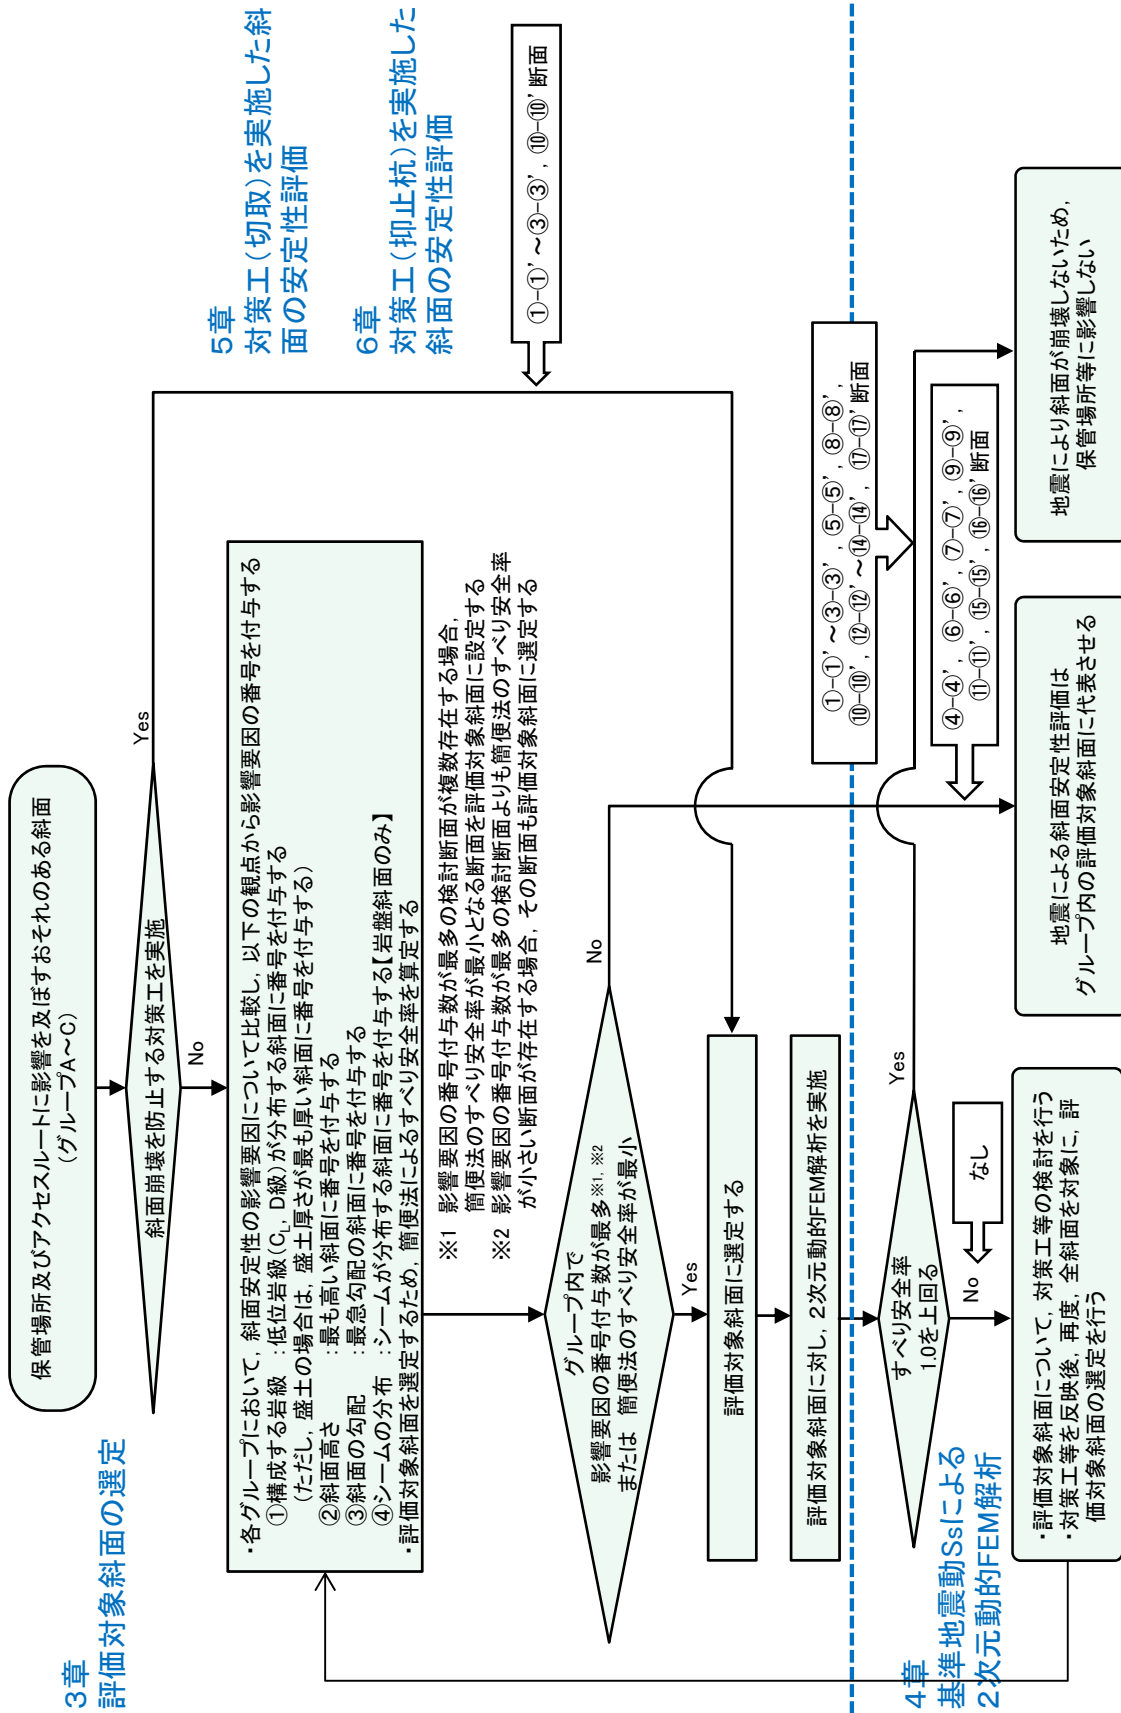 3章
評価対象斜面の選定
保管場所及びアクセスルートに影響を及ぼすおそれのある斜面
(グループA～C)
斜面崩壊を防止する対策工を実施
Yes
No
5章
対策工(切取)を実施した斜
面の安定性評価
6章
対策工(抑止杭)を実施した
斜面の安定性評価
・各グループにおいて,斜面安定性の影響要因について比較し,以下の観点から影響要因の番号を付与する
①構成する岩級 :低位岩級(CL, D級)が分布する斜面に番号を付与する
(ただし,盛土の場合は,盛土厚さが最も厚い斜面に番号を付与する)
②斜面高さ :最も高い斜面に番号を付与する
③斜面の勾配 :最急勾配の斜面に番号を付与する
④シームの分布 :シームが分布する斜面に番号を付与する【岩盤斜面のみ】
・評価対象斜面を選定するため,簡便法によるすべり安全率を算定する
※1 影響要因の番号付与数が最多の検討断面が複数存在する場合,
簡便法のすべり安全率が最小となる断面を評価対象斜面に設定する
※2 影響要因の番号付与数が最多の検討断面よりも簡便法のすべり安全率
が小さい断面が存在する場合,その断面も評価対象斜面に選定する
①-①'～③-③', ⑩-⑩'断面
グループ内で
影響要因の番号付与数が最多※1, ※2
または 簡便法のすべり安全率が最小
No
Yes
評価対象斜面に選定する
評価対象斜面に対し,2次元動的FEM解析を実施
4章
基準地震動Ssによる
2次元動的FEM解析
①-①'～③-③', ⑤-⑤', ⑧-⑧',
⑩-⑩', ⑫-⑫'～⑭-⑭', ⑰-⑰'断面
すべり安全率
1.0を上回る
Yes
No
なし
④-④', ⑥-⑥', ⑦-⑦', ⑨-⑨',
⑪-⑪', ⑮-⑮', ⑯-⑯'断面
・評価対象斜面について,対策工等の検討を行う
・対策工等を反映後,再度,全斜面を対象に,評
価対象斜面の選定を行う
地震による斜面安定性評価は
グループ内の評価対象斜面に代表させる
地震により斜面が崩壊しないため,
保管場所等に影響しない